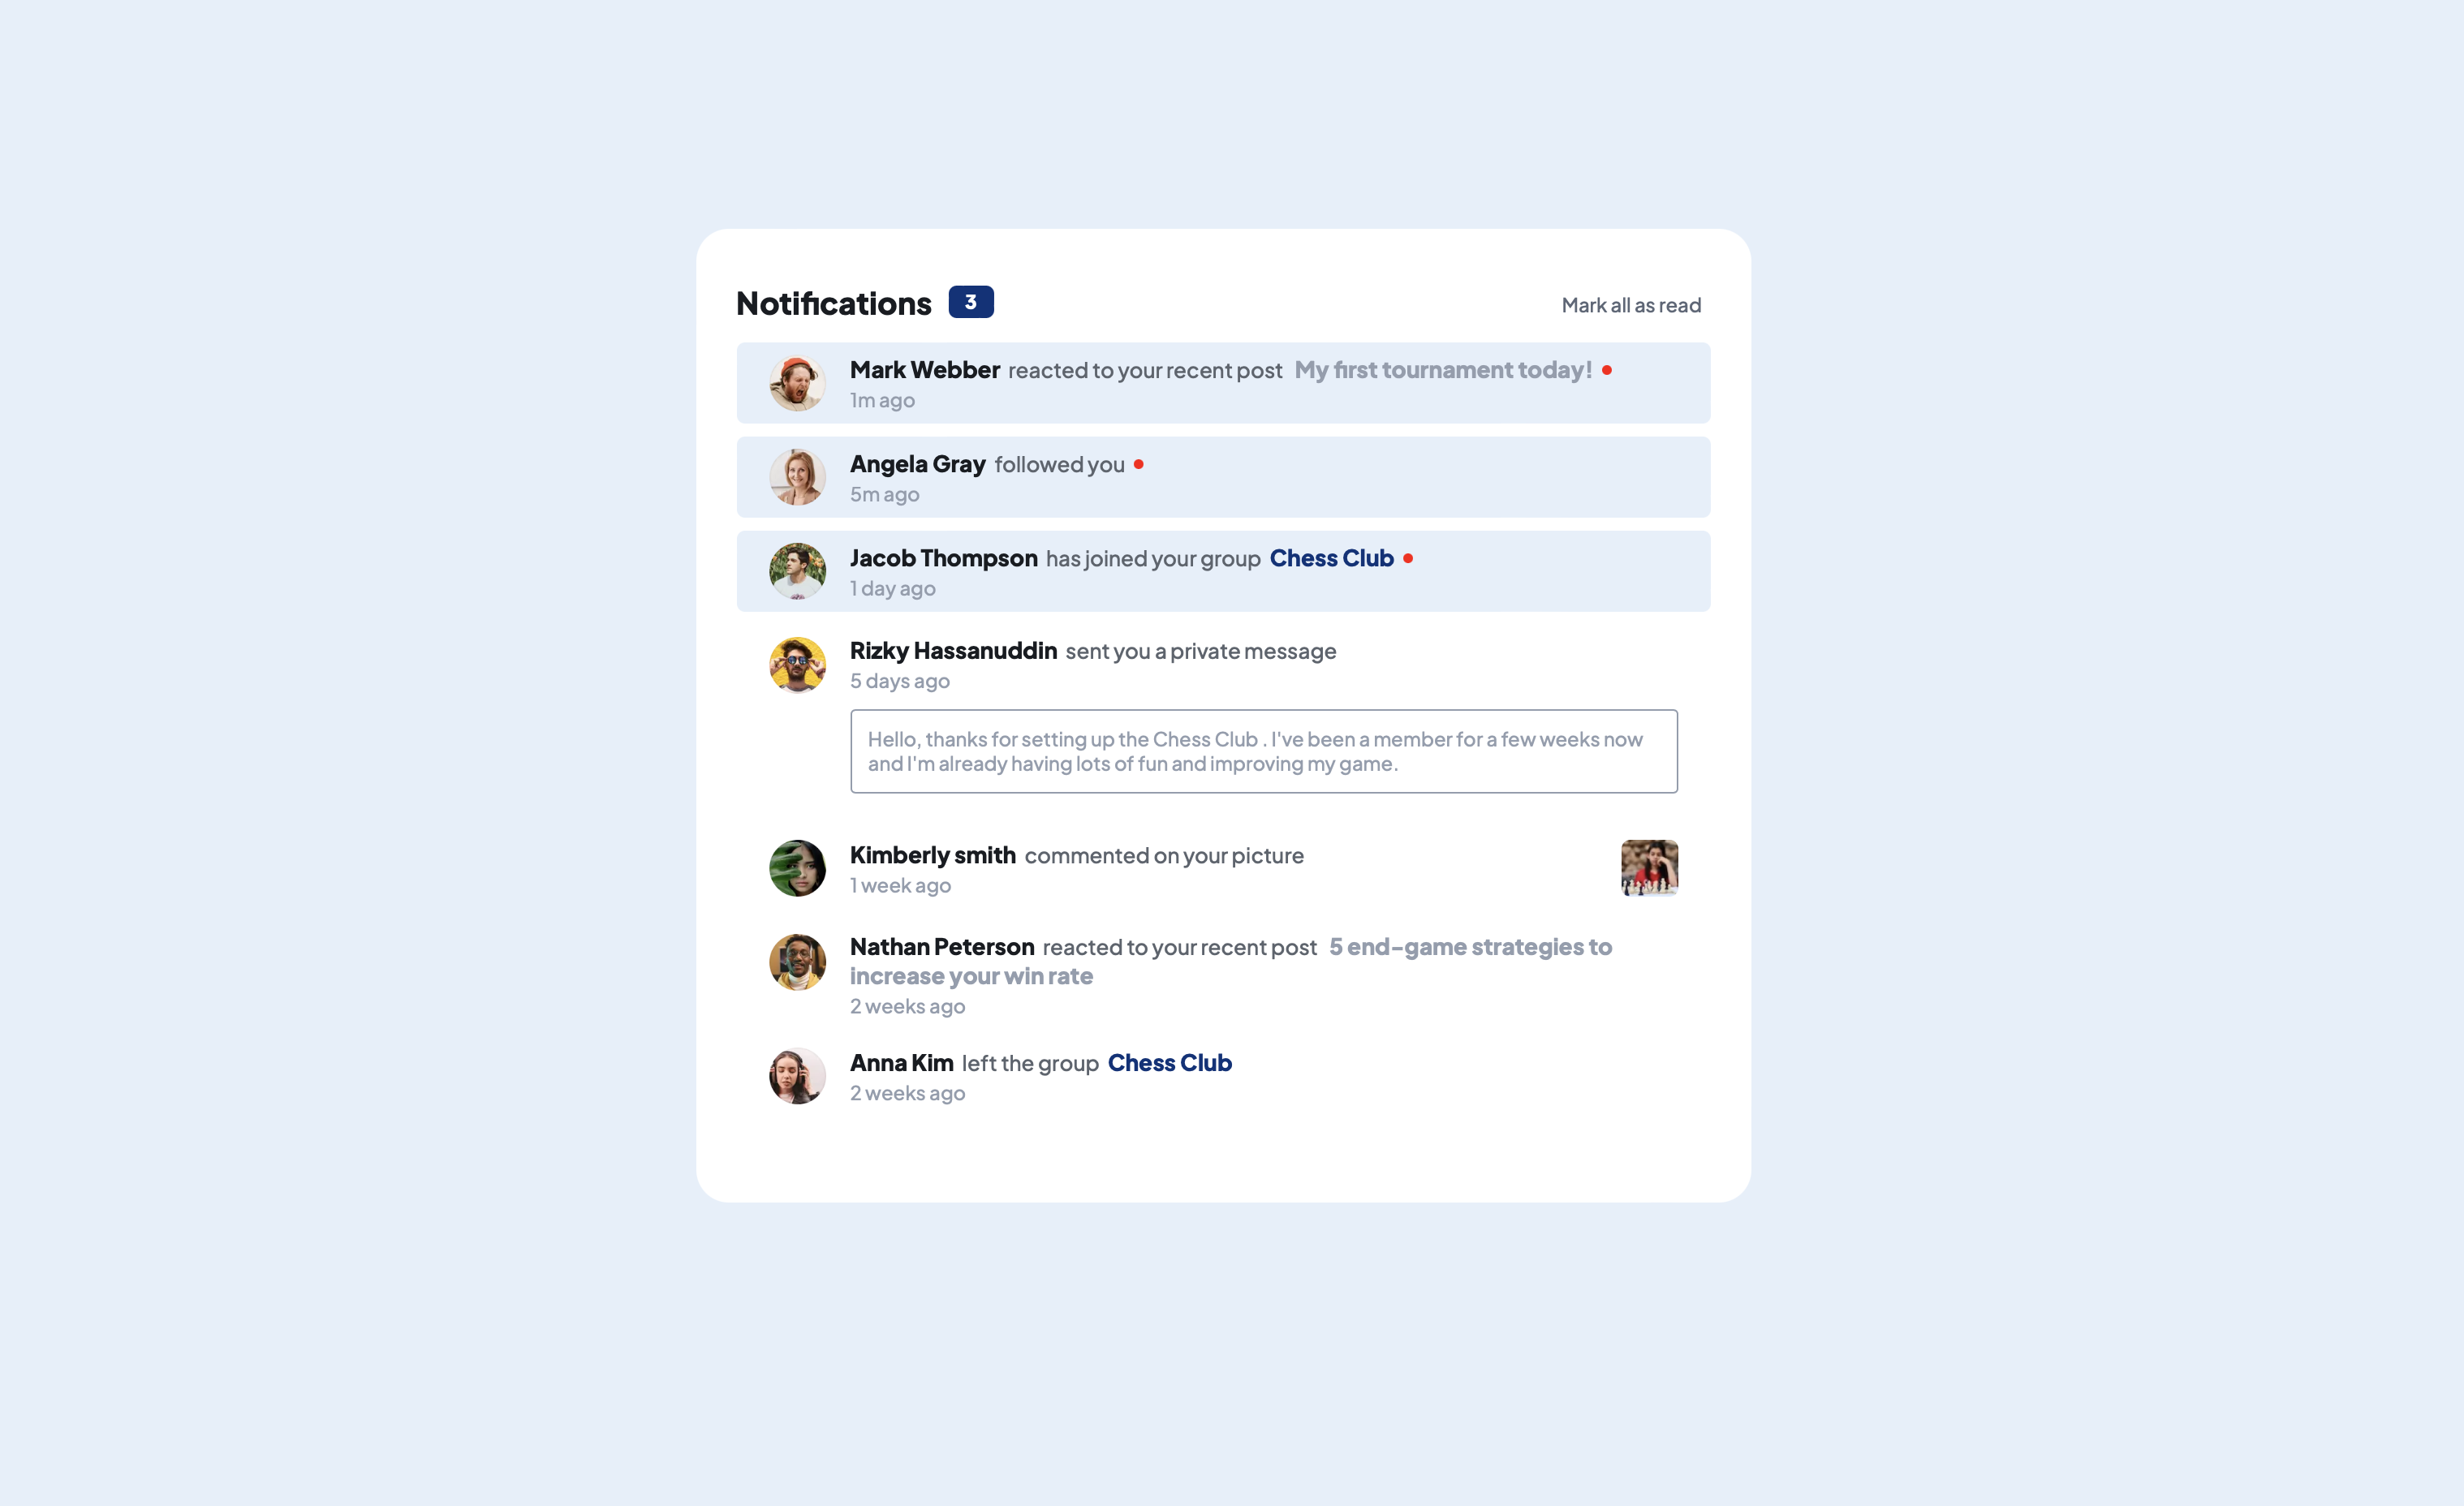 Notifications 3
Mark all as read
Mark Webber reacted to your recent post My first tournament today!
1m ago
Angela Gray followed you
5m ago
Jacob Thompson has joined your group Chess Club
1 day ago
Rizky Hassanuddin sent you a private message
5 days ago
Hello, thanks for setting up the Chess Club . I've been a member for a few weeks now
and I'm already having lots of fun and improving my game.
Kimberly smith commented on your picture
1 week ago
Nathan Peterson reacted to your recent post 5 end-game strategies to
increase your win rate
2 weeks ago
Anna Kim left the group Chess Club
2 weeks ago